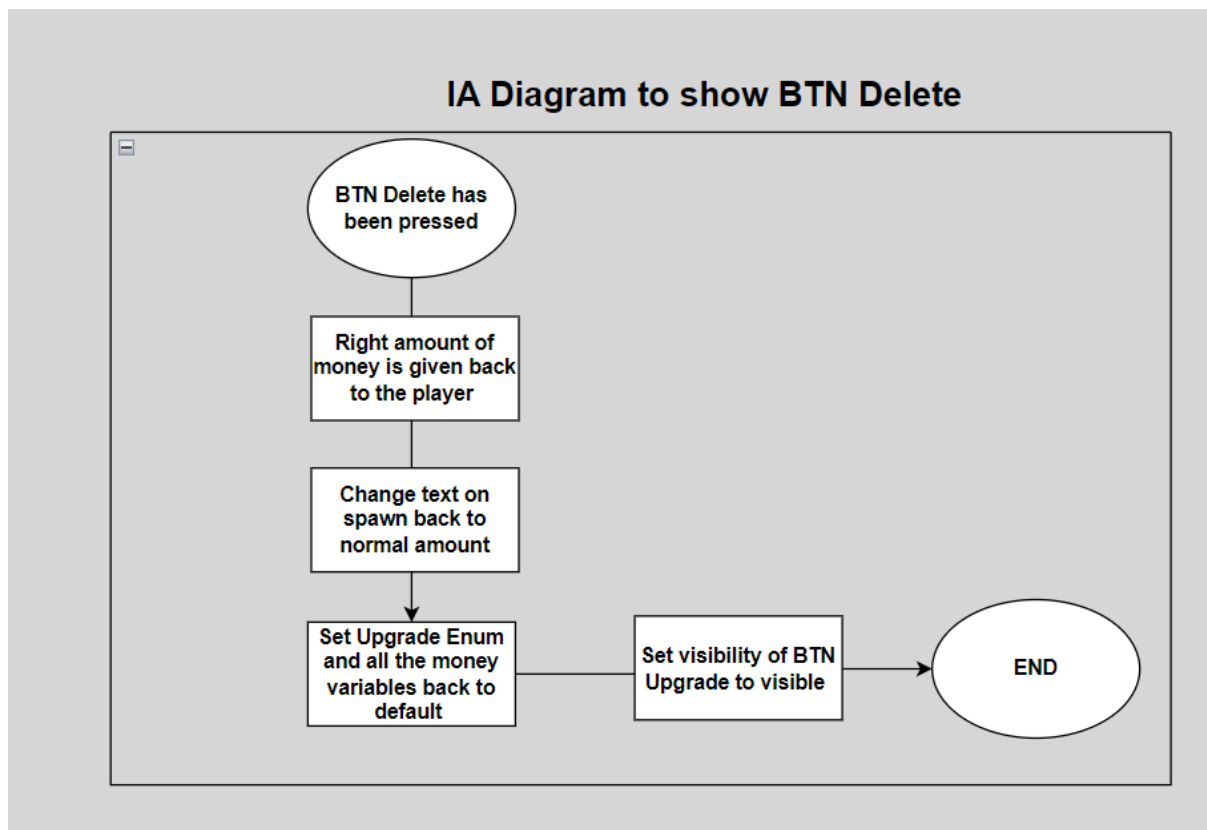 IA Diagram to show BTN Delete
BTN Delete has
been pressed
Right amount of
money is given back
to the player
Change text on
spawn back to
normal amount
Set Upgrade Enum
and all the money
variables back to
default
Set visibility of BTN
Upgrade to visible
END